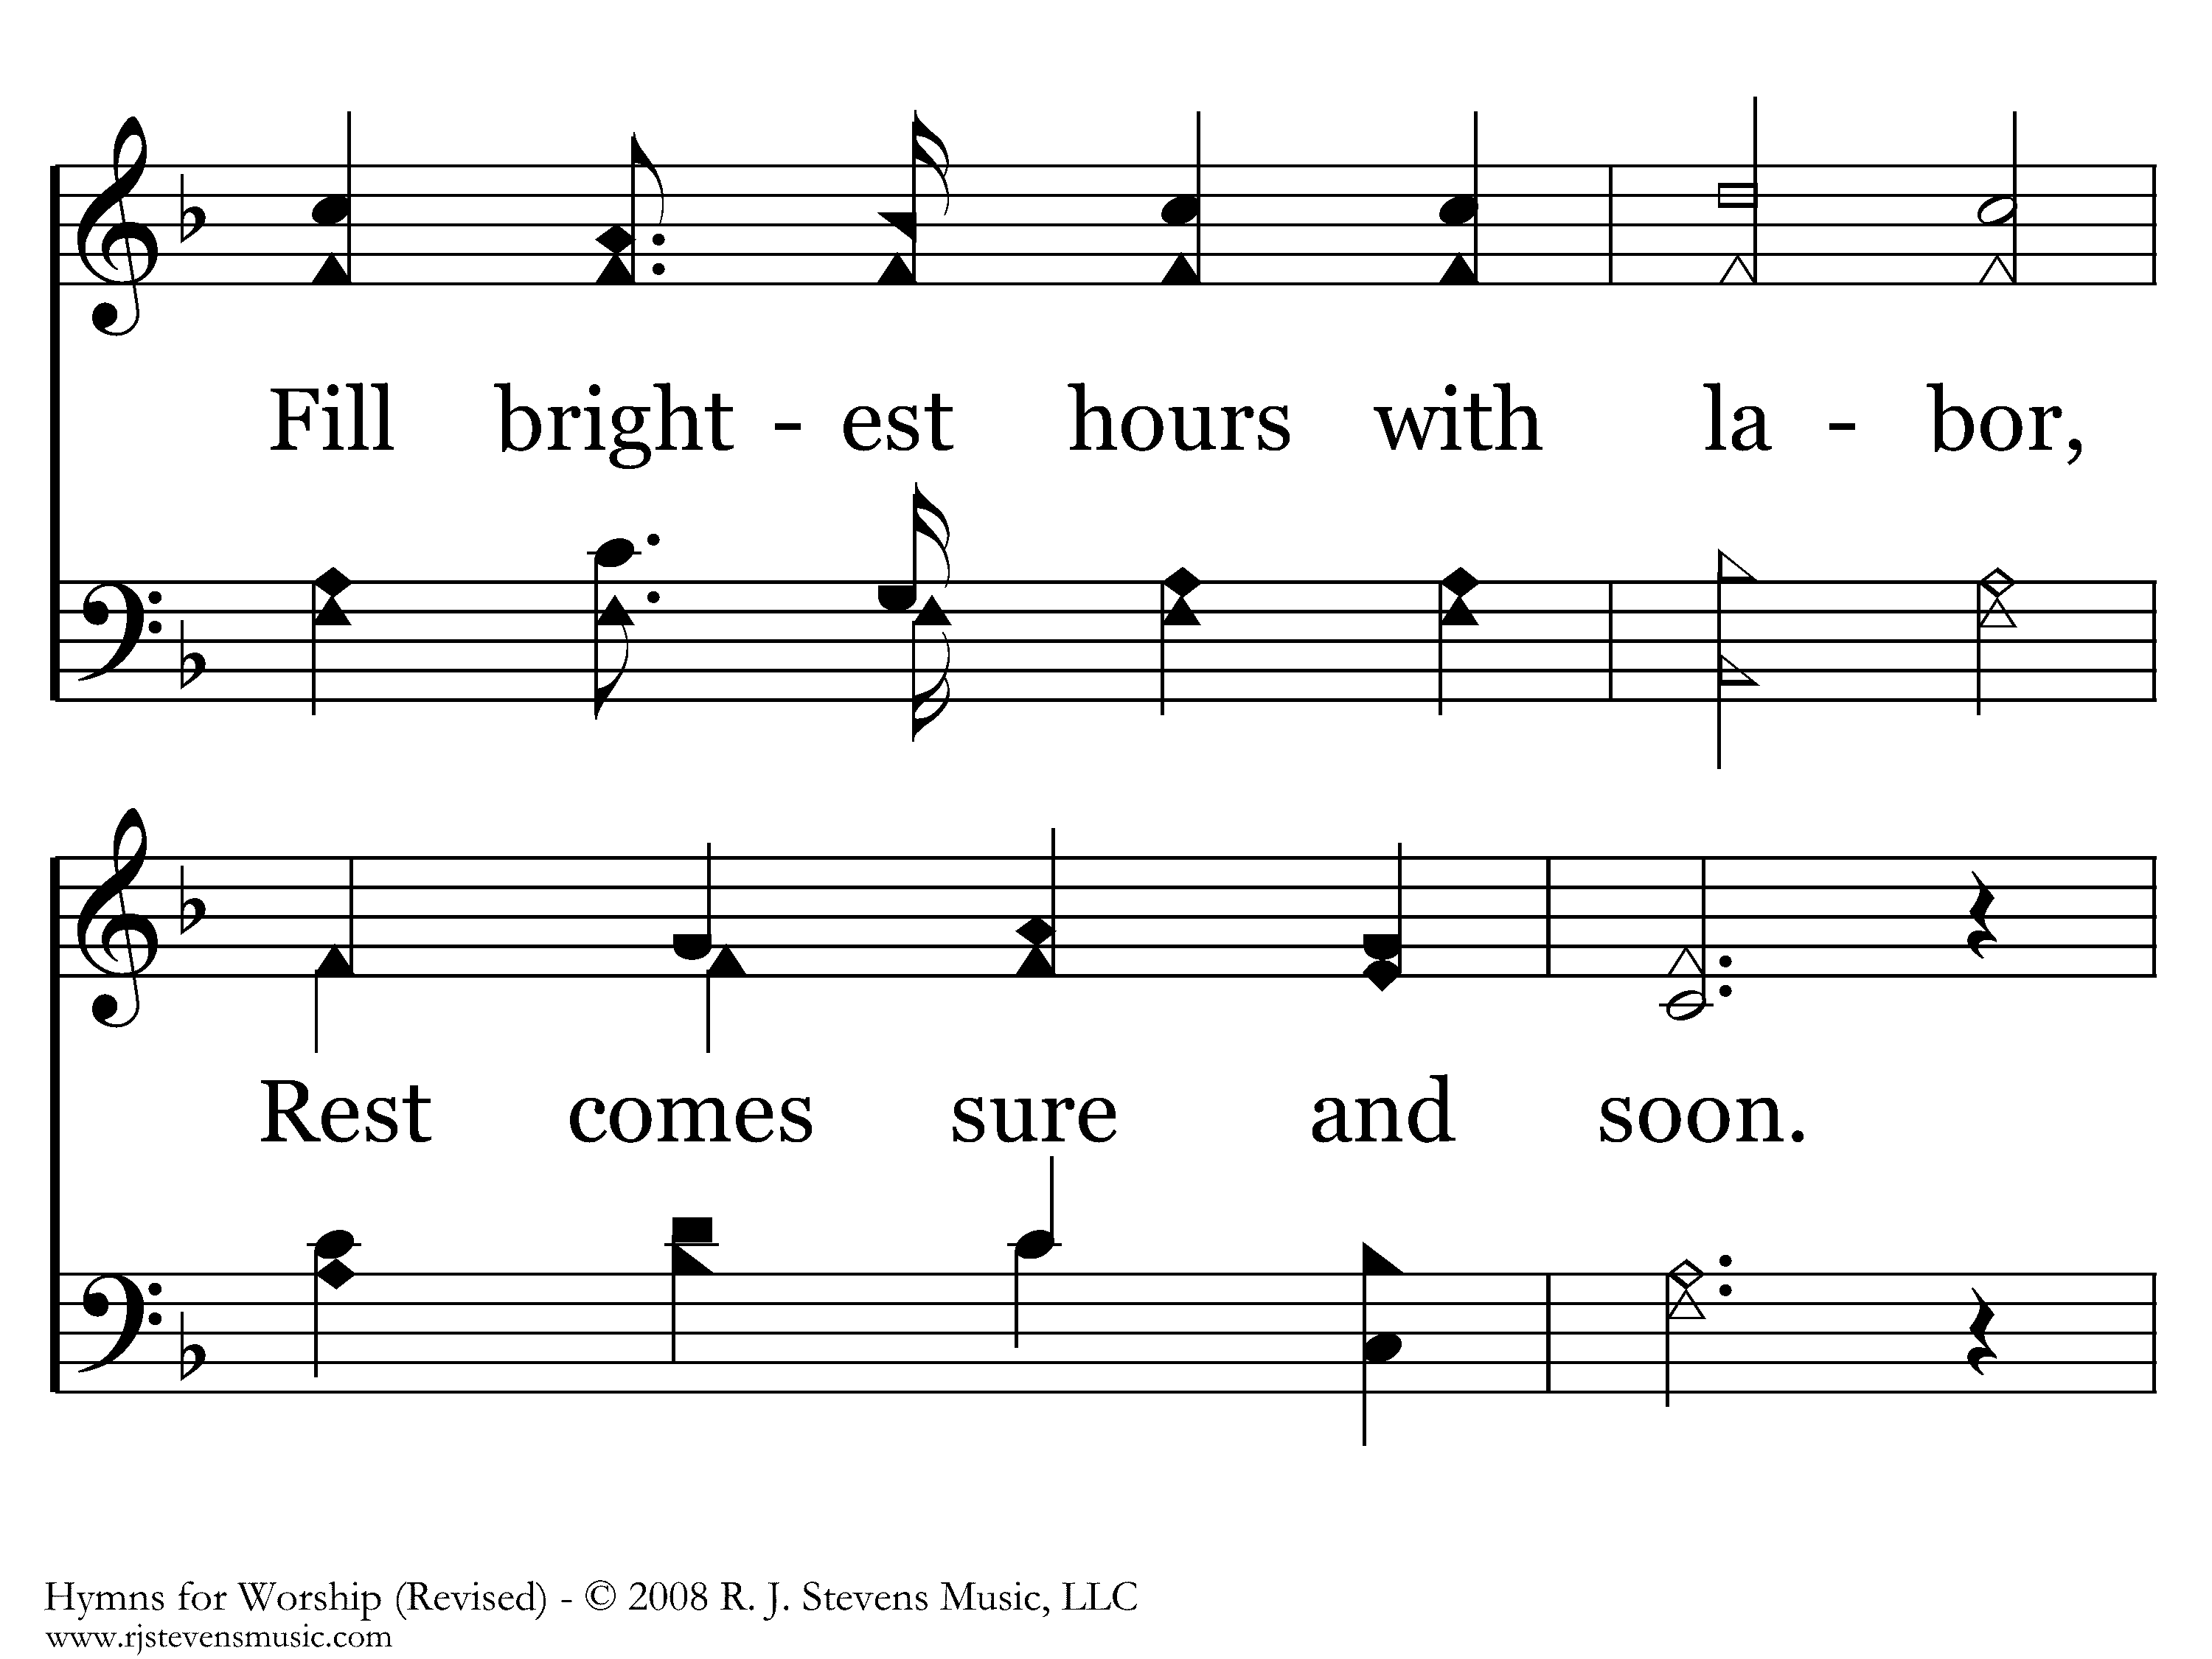 Fill bright - est hours with la - bor,
Rest comes sure and soon.
Hymns for Worship (Revised) - © 2008 R. J. Stevens Music, LLC
www.rjstevensmusic.com